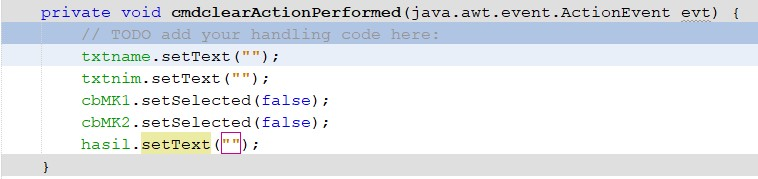 private void cmdclearActionPerformed(java.awt.event.ActionEvent evt) {
// TODO add your handling code here:
txtname.setText("");
txtnim.setText("");
cbMK1.setSelected(false);
cbMK2.setSelected(false);
hasil.setText("");
}